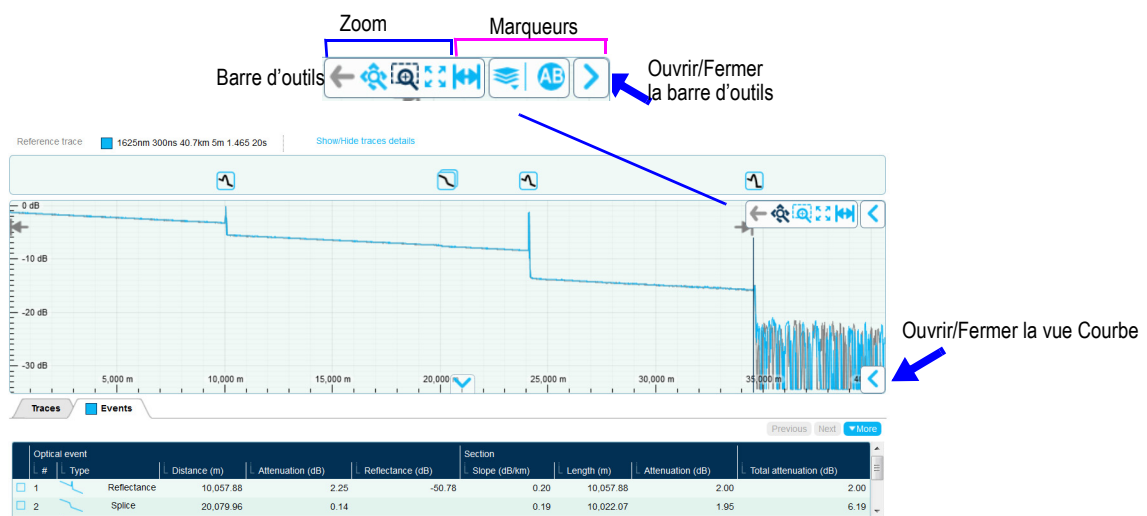 Zoom
Marqueurs
Barre d'outils
AB
Ouvrir/Fermer
la barre d'outils
Reference trace
1625nm 300ns 40.7km 5m 1.465 20s
Show/Hide traces details
0 dB
-10 dB
-20 dB
-30 dB
5,000 m
10,000 m
15,000 m
20,000
25,000 m
30,000 m
35,000 m
Ouvrir/Fermer la vue Courbe
Traces
Events
Previous
Next
More
Optical event
Section
# Type Distance (m) Attenuation (dB) Reflectance (dB) Slope (dB/km) Length (m) Attenuation (dB) Total attenuation (dB)
1 Reflectance 10,057.88 2.25 -50.78 0.20 10,057.88 2.00 2.00
2 Splice 20,079.96 0.14 0.19 10,022.07 1.95 6.19